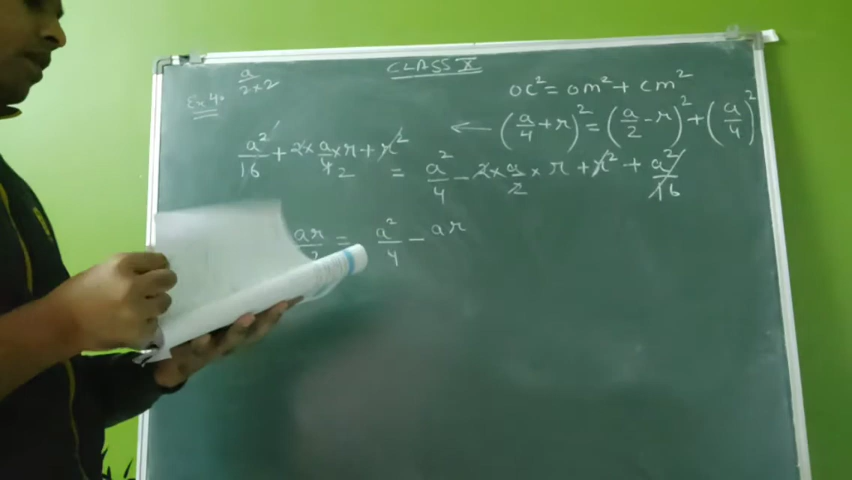 CLASS X
a/2×2
Ex 4.
OC² = OM² + CM²
← (a/4 + r)² = (a/2 - r)² + (a/4)²
a²/16 + 2×a/4×r + r²
2
= a²/4 - 2×a/2×r + r² + a²/16
ar/2 = a²/4 - ar